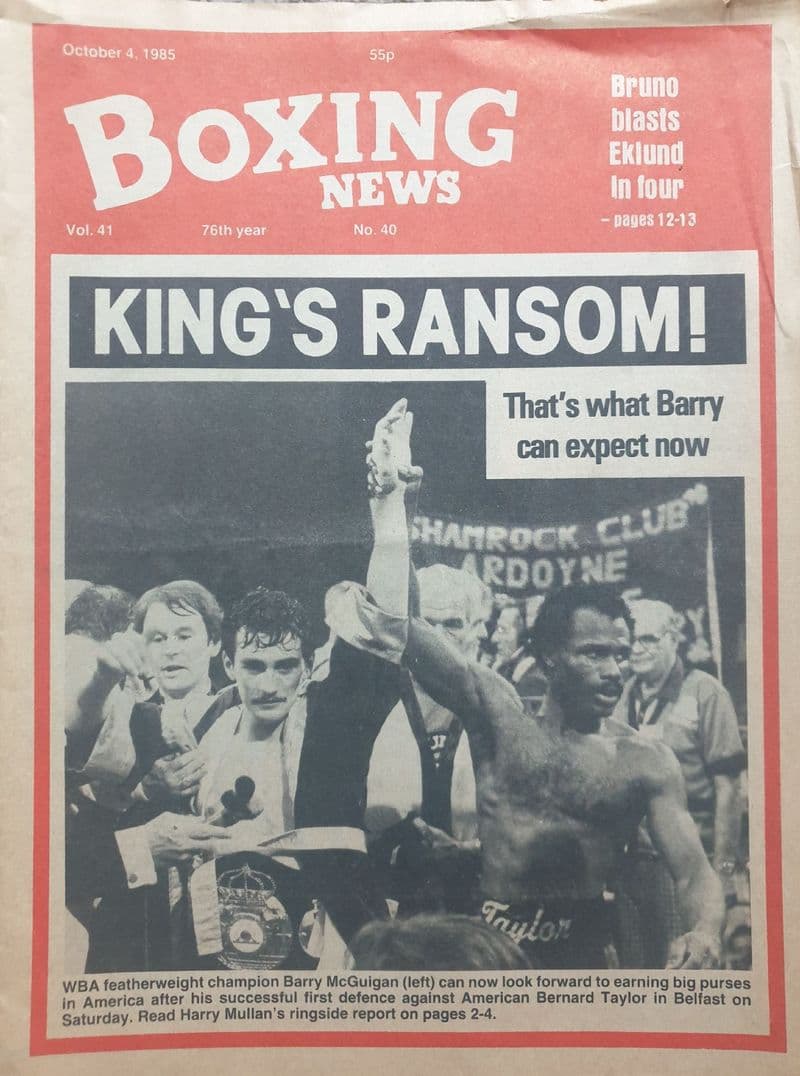 October 4, 1985
55p
BOXING
NEWS
Bruno
blasts
Eklund
in four
– pages 12-13
Vol. 41
76th year
No. 40
KING‘S RANSOM!
That's what Barry
can expect now
SHAMROCK CLUB
ARDOYNE
Taylor
WBA featherweight champion Barry McGuigan (left) can now look forward to earning big purses
in America after his successful first defence against American Bernard Taylor in Belfast on
Saturday. Read Harry Mullan's ringside report on pages 2-4.